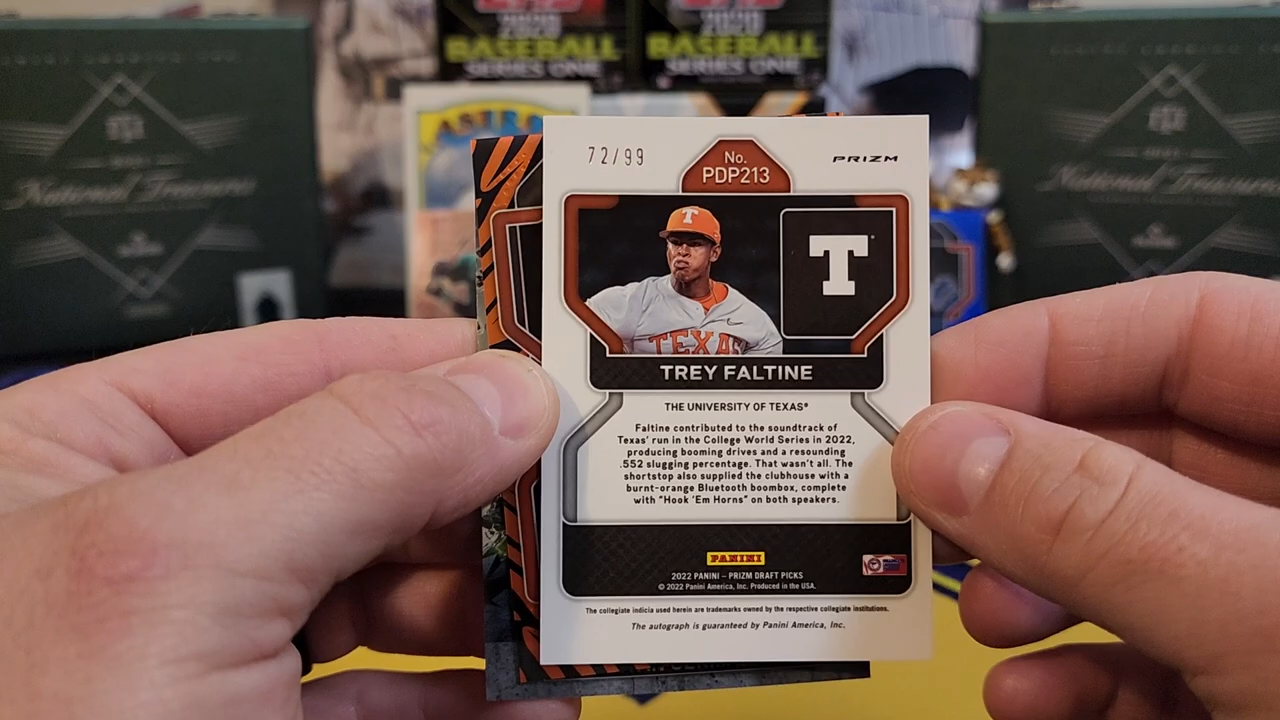 2020
BASEBALL
SERIES ONE
2020
BASEBALL
SERIES ONE
National Treasures
National Treasures
ASTROS
72/99
No.
PDP213
PRIZM
T
T
TEXAS
TREY FALTINE
THE UNIVERSITY OF TEXAS®
Faltine contributed to the soundtrack of
Texas' run in the College World Series in 2022,
producing booming drives and a resounding
.552 slugging percentage. That wasn't all. The
shortstop also supplied the clubhouse with a
burnt-orange Bluetooth boombox, complete
with "Hook 'Em Horns" on both speakers.
PANINI
2022 PANINI – PRIZM DRAFT PICKS
© 2022 Panini America, Inc. Produced in the USA.
The collegiate indicia used herein are trademarks owned by the respective collegiate institutions.
The autograph is guaranteed by Panini America, Inc.